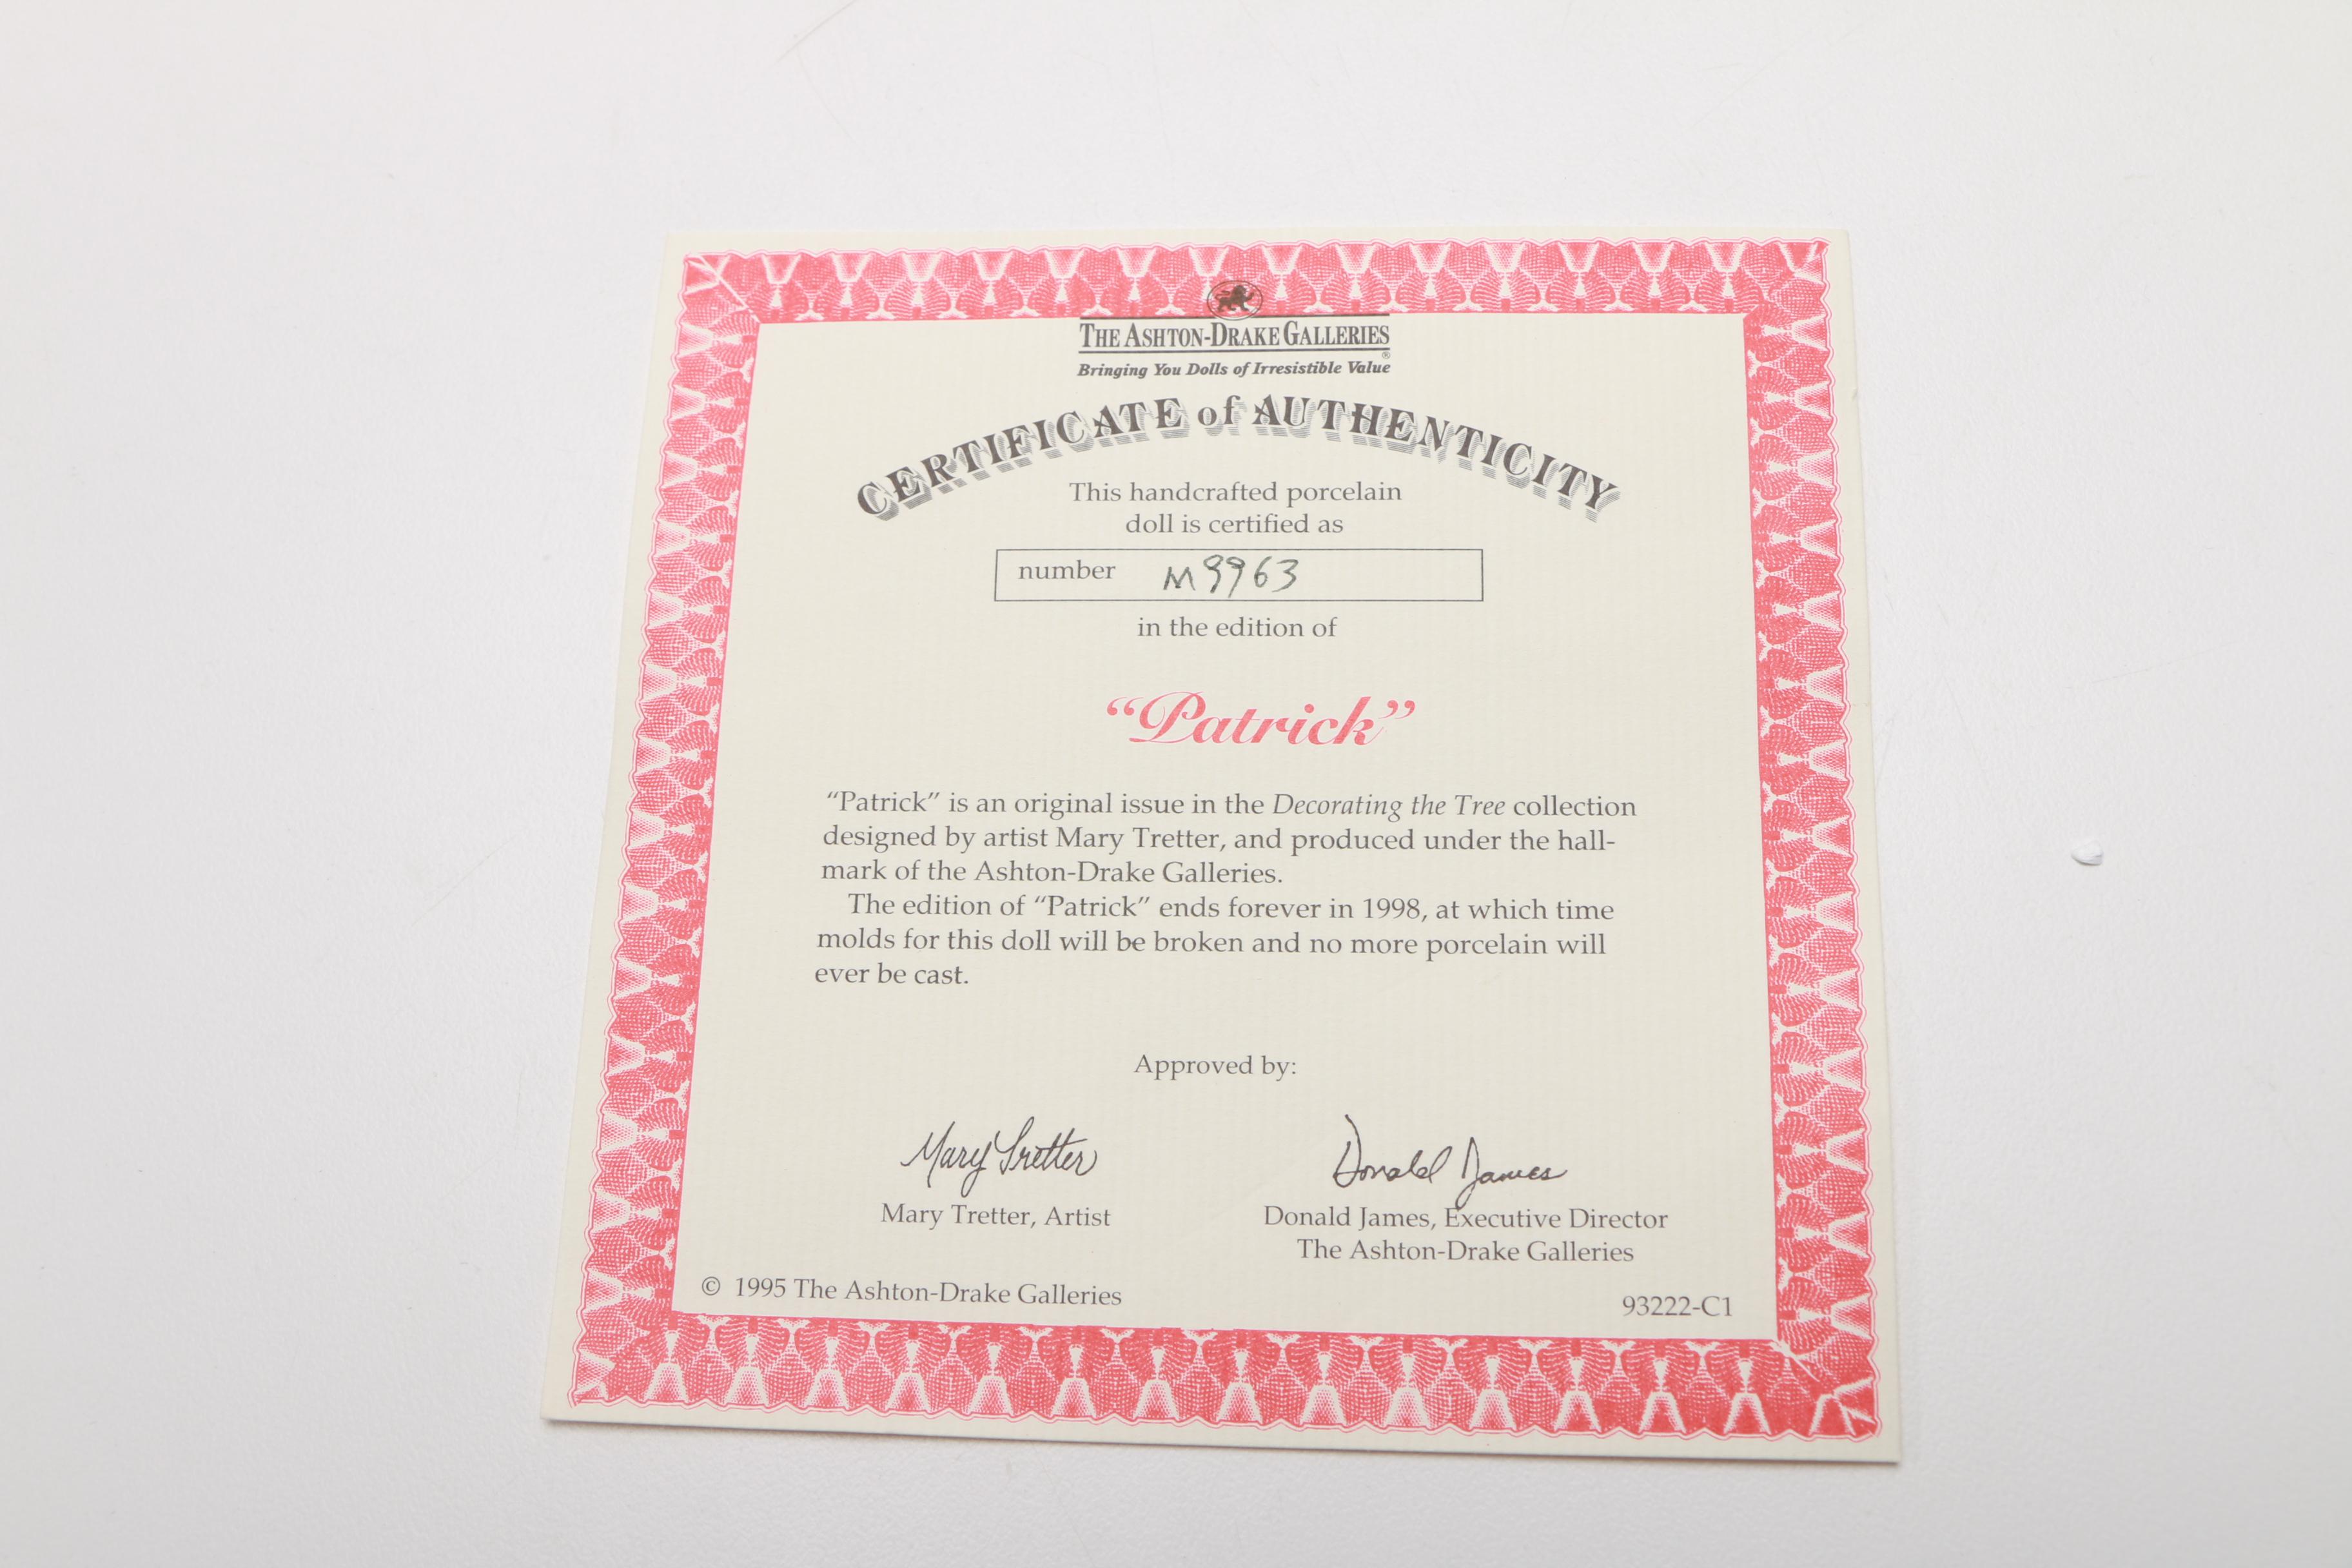 THE ASHTON-DRAKE GALLERIES
Bringing You Dolls of Irresistible Value®
CERTIFICATE of AUTHENTICITY
This handcrafted porcelain
doll is certified as
number M9963
in the edition of
“Patrick”
“Patrick” is an original issue in the Decorating the Tree collection
designed by artist Mary Tretter, and produced under the hall-
mark of the Ashton-Drake Galleries.
The edition of “Patrick” ends forever in 1998, at which time
molds for this doll will be broken and no more porcelain will
ever be cast.
Approved by:
Mary Tretter
Donald James
Mary Tretter, Artist
Donald James, Executive Director
The Ashton-Drake Galleries
© 1995 The Ashton-Drake Galleries
93222-C1